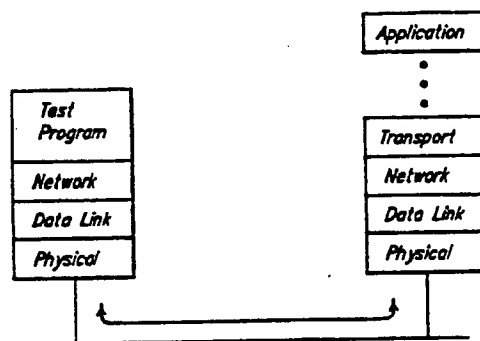 Application
Test
Program
Transport
Network
Network
Data Link
Data Link
Physical
Physical